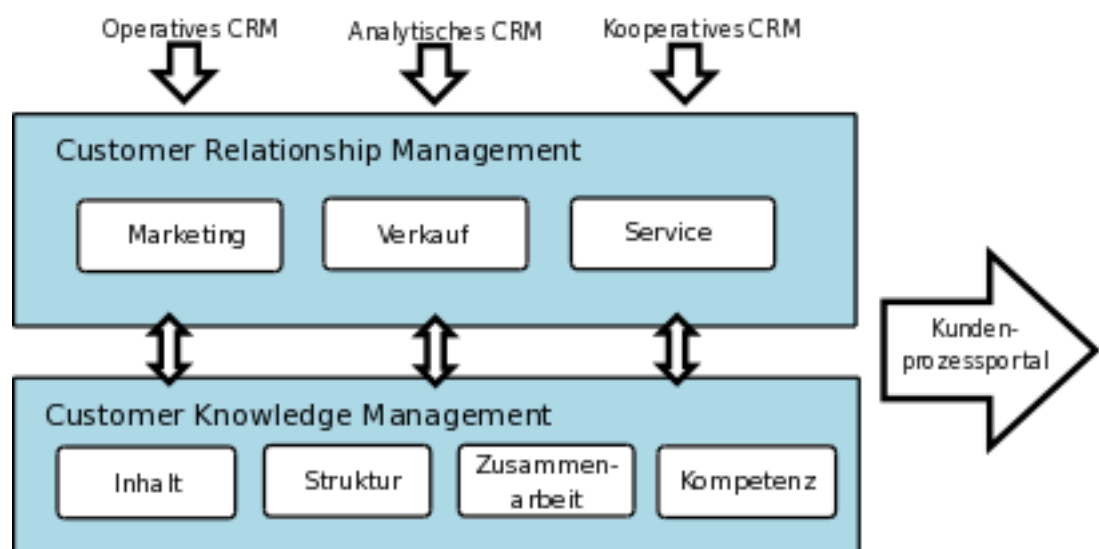 Operatives CRM
Analytisches CRM
Kooperatives CRM
Customer Relationship Management
Marketing
Verkauf
Service
Kunden-
prozessportal
Customer Knowledge Management
Inhalt
Struktur
Zusammen-
arbeit
Kompetenz